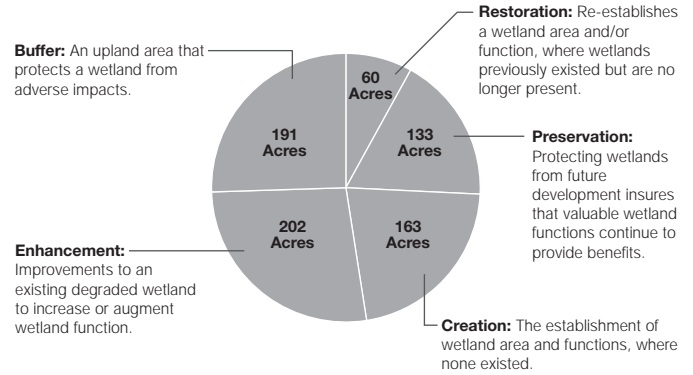 Restoration: Re-establishes
a wetland area and/or
function, where wetlands
previously existed but are no
longer present.
Buffer: An upland area that
protects a wetland from
adverse impacts.
60
Acres
191
Acres
133
Acres
Preservation:
Protecting wetlands
from future
development insures
that valuable wetland
functions continue to
provide benefits.
202
Acres
163
Acres
Enhancement:
Improvements to an
existing degraded wetland
to increase or augment
wetland function.
Creation: The establishment of
wetland area and functions, where
none existed.